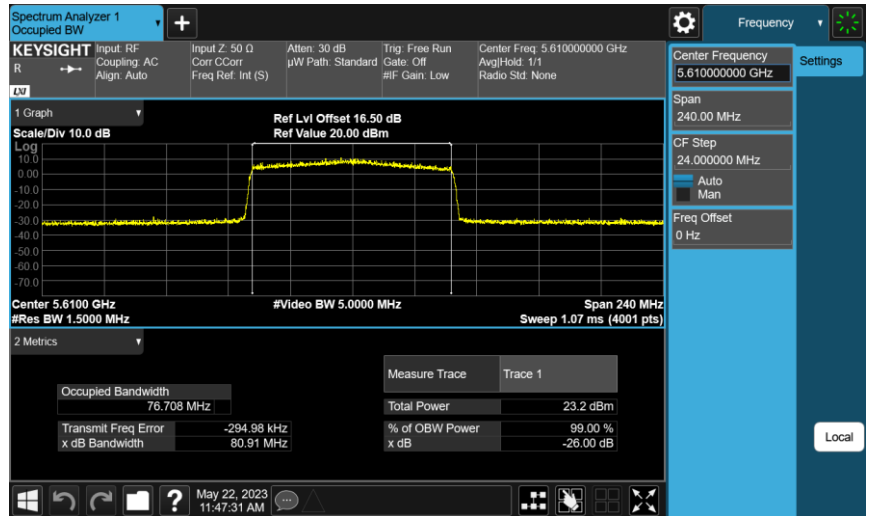 Spectrum Analyzer 1
Occupied BW
Frequency
KEYSIGHT
R
LXI
Input: RF
Coupling: AC
Align: Auto
Input Z: 50 Ω
Corr CCorr
Freq Ref: Int (S)
Atten: 30 dB
µW Path: Standard
Trig: Free Run
Gate: Off
#IF Gain: Low
Center Freq: 5.610000000 GHz
Avg|Hold: 1/1
Radio Std: None
Center Frequency
5.610000000 GHz
Settings
Span
240.00 MHz
CF Step
24.000000 MHz
Auto
Man
Freq Offset
0 Hz
1 Graph
Scale/Div 10.0 dB
Ref Lvl Offset 16.50 dB
Ref Value 20.00 dBm
Log
10.0
0.00
-10.0
-20.0
-30.0
-40.0
-50.0
-60.0
-70.0
Center 5.6100 GHz
#Video BW 5.0000 MHz
Span 240 MHz
#Res BW 1.5000 MHz
Sweep 1.07 ms (4001 pts)
2 Metrics
Measure Trace Trace 1
Occupied Bandwidth
76.708 MHz
Total Power 23.2 dBm
Transmit Freq Error -294.98 kHz
% of OBW Power 99.00 %
x dB Bandwidth 80.91 MHz
x dB -26.00 dB
Local
?
May 22, 2023
11:47:31 AM